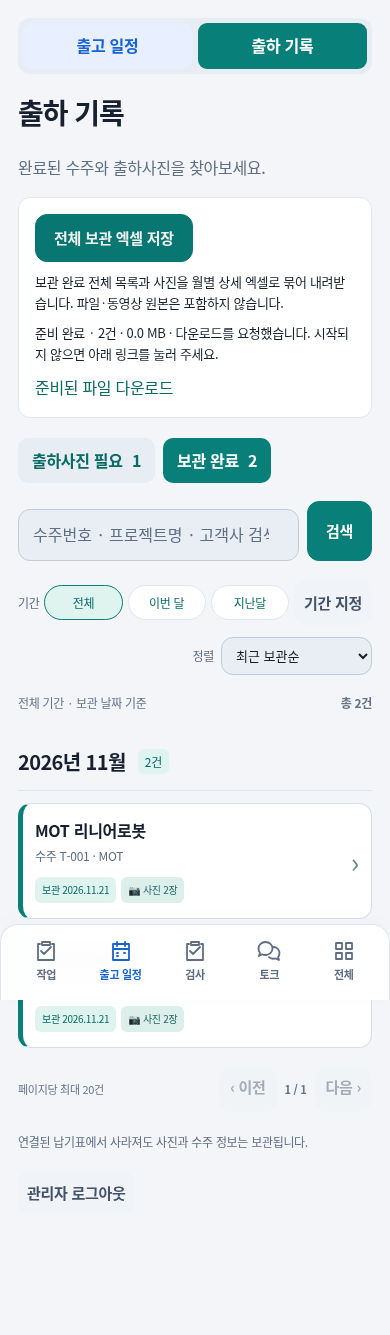 출고 일정 출하 기록
출하 기록
완료된 수주와 출하사진을 찾아보세요.
전체 보관 엑셀 저장
보관 완료 전체 목록과 사진을 월별 상세 엑셀로 묶어 내려받
습니다. 파일·동영상 원본은 포함하지 않습니다.
준비 완료 · 2건 · 0.0 MB · 다운로드를 요청했습니다. 시작되
지 않으면 아래 링크를 눌러 주세요.
준비된 파일 다운로드
출하사진 필요 1 보관 완료 2
수주번호 · 프로젝트명 · 고객사 검색 검색
기간 전체 이번 달 지난달 기간 지정
정렬 최근 보관순
전체 기간 · 보관 날짜 기준 총 2건
2026년 11월 2건
MOT 리니어로봇
수주 T-001 · MOT
보관 2026.11.21 📷 사진 2장
작업 출고 일정 검사 토크 전체
보관 2026.11.21 📷 사진 2장
페이지당 최대 20건 ‹ 이전 1 / 1 다음 ›
연결된 납기표에서 사라져도 사진과 수주 정보는 보관됩니다.
관리자 로그아웃